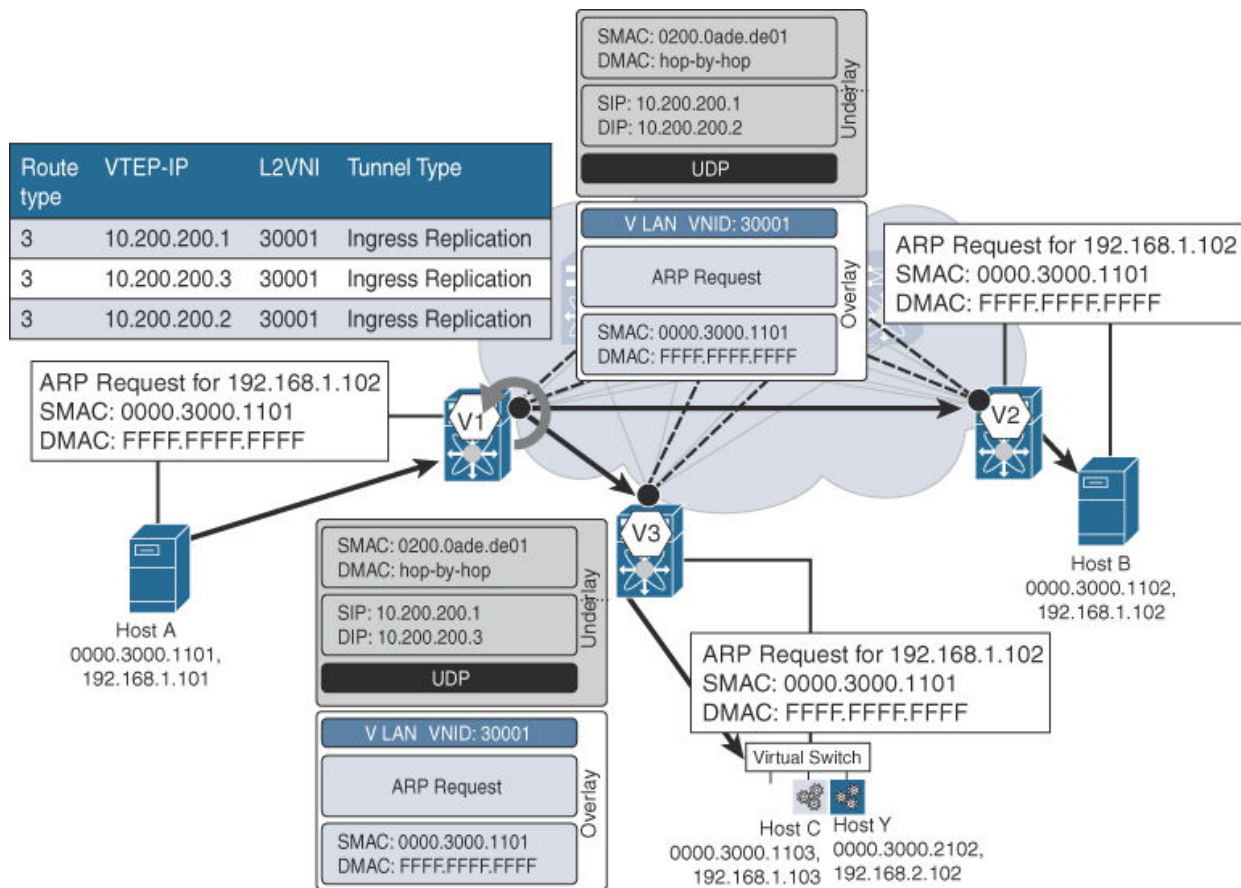 SMAC: 0200.0ade.de01
DMAC: hop-by-hop
SIP: 10.200.200.1
DIP: 10.200.200.2
UDP
Underlay
V LAN VNID: 30001
ARP Request
SMAC: 0000.3000.1101
DMAC: FFFF.FFFF.FFFF
Overlay
Route type VTEP-IP L2VNI Tunnel Type
3 10.200.200.1 30001 Ingress Replication
3 10.200.200.3 30001 Ingress Replication
3 10.200.200.2 30001 Ingress Replication
ARP Request for 192.168.1.102
SMAC: 0000.3000.1101
DMAC: FFFF.FFFF.FFFF
ARP Request for 192.168.1.102
SMAC: 0000.3000.1101
DMAC: FFFF.FFFF.FFFF
V1
V2
V3
Host A
0000.3000.1101,
192.168.1.101
Host B
0000.3000.1102,
192.168.1.102
SMAC: 0200.0ade.de01
DMAC: hop-by-hop
SIP: 10.200.200.1
DIP: 10.200.200.3
UDP
Underlay
V LAN VNID: 30001
ARP Request
SMAC: 0000.3000.1101
DMAC: FFFF.FFFF.FFFF
Overlay
ARP Request for 192.168.1.102
SMAC: 0000.3000.1101
DMAC: FFFF.FFFF.FFFF
Virtual Switch
Host C
0000.3000.1103,
192.168.1.103
Host Y
0000.3000.2102,
192.168.2.102